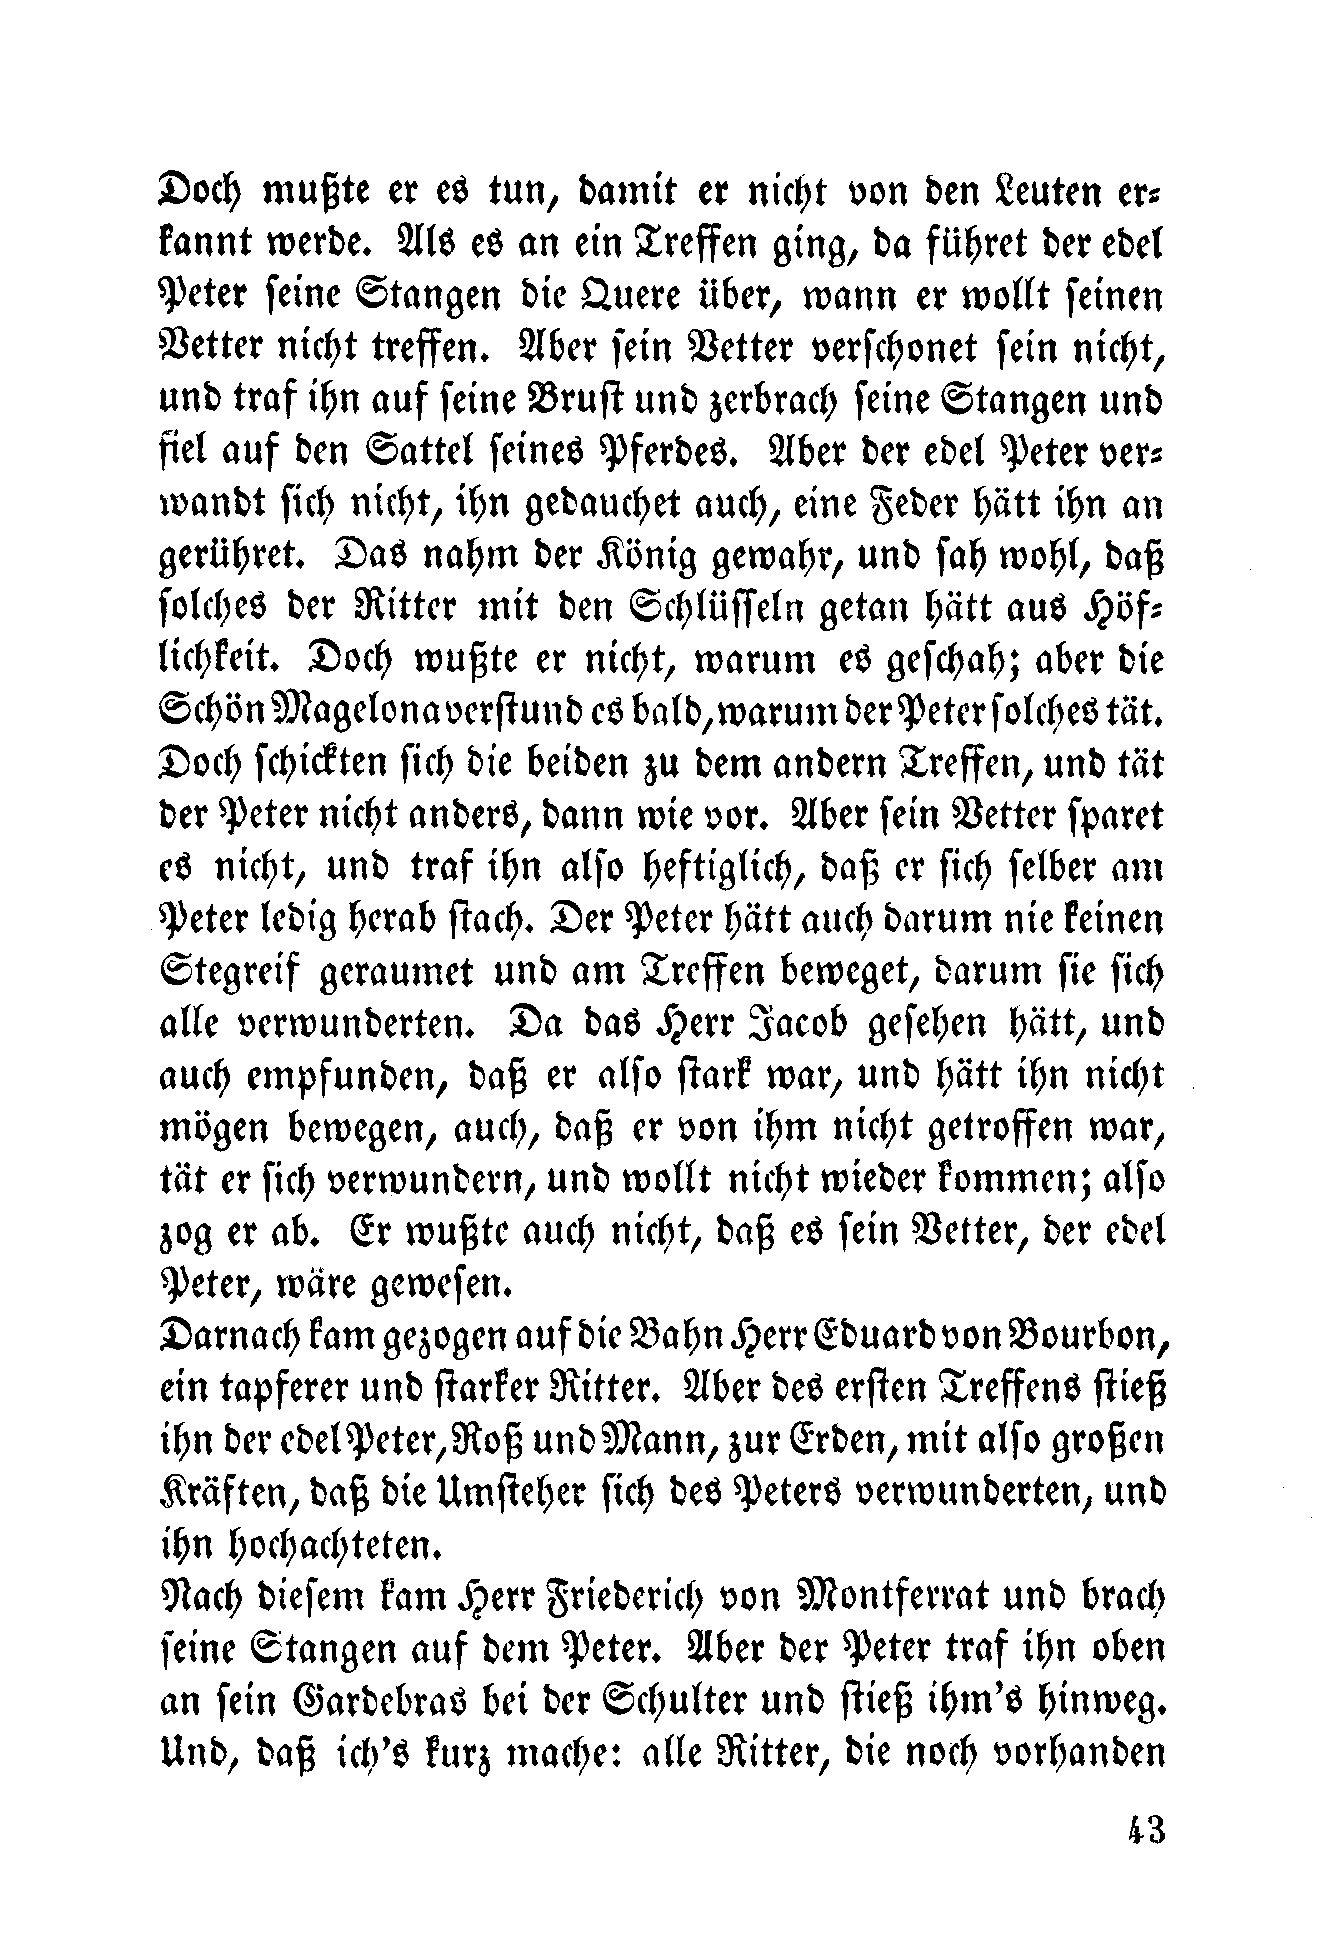 Doch mußte er es tun, damit er nicht von den Leuten er-
kannt werde. Als es an ein Treffen ging, da führet der edel
Peter seine Stangen die Quere über, wann er wollt seinen
Vetter nicht treffen. Aber sein Vetter verschonet sein nicht,
und traf ihn auf seine Brust und zerbrach seine Stangen und
fiel auf den Sattel seines Pferdes. Aber der edel Peter ver-
wandt sich nicht, ihn gedauchet auch, eine Feder hätt ihn an
gerühret. Das nahm der König gewahr, und sah wohl, daß
solches der Ritter mit den Schlüsseln getan hätt aus Höf-
lichkeit. Doch wußte er nicht, warum es geschah; aber die
Schön Magelona verstund es bald, warum der Peter solches tät.
Doch schickten sich die beiden zu dem andern Treffen, und tät
der Peter nicht anders, dann wie vor. Aber sein Vetter sparet
es nicht, und traf ihn also heftiglich, daß er sich selber am
Peter ledig herab stach. Der Peter hätt auch darum nie keinen
Stegreif geraumet und am Treffen beweget, darum sie sich
alle verwunderten. Da das Herr Jacob gesehen hätt, und
auch empfunden, daß er also stark war, und hätt ihn nicht
mögen bewegen, auch, daß er von ihm nicht getroffen war,
tät er sich verwundern, und wollt nicht wieder kommen; also
zog er ab. Er wußte auch nicht, daß es sein Vetter, der edel
Peter, wäre gewesen.
Darnach kam gezogen auf die Bahn Herr Eduard von Bourbon,
ein tapferer und starker Ritter. Aber des ersten Treffens stieß
ihn der edel Peter, Roß und Mann, zur Erden, mit also großen
Kräften, daß die Umsteher sich des Peters verwunderten, und
ihn hochachteten.
Nach diesem kam Herr Friederich von Montferrat und brach
seine Stangen auf dem Peter. Aber der Peter traf ihn oben
an sein Gardebras bei der Schulter und stieß ihm's hinweg.
Und, daß ich's kurz mache: alle Ritter, die noch vorhanden
43